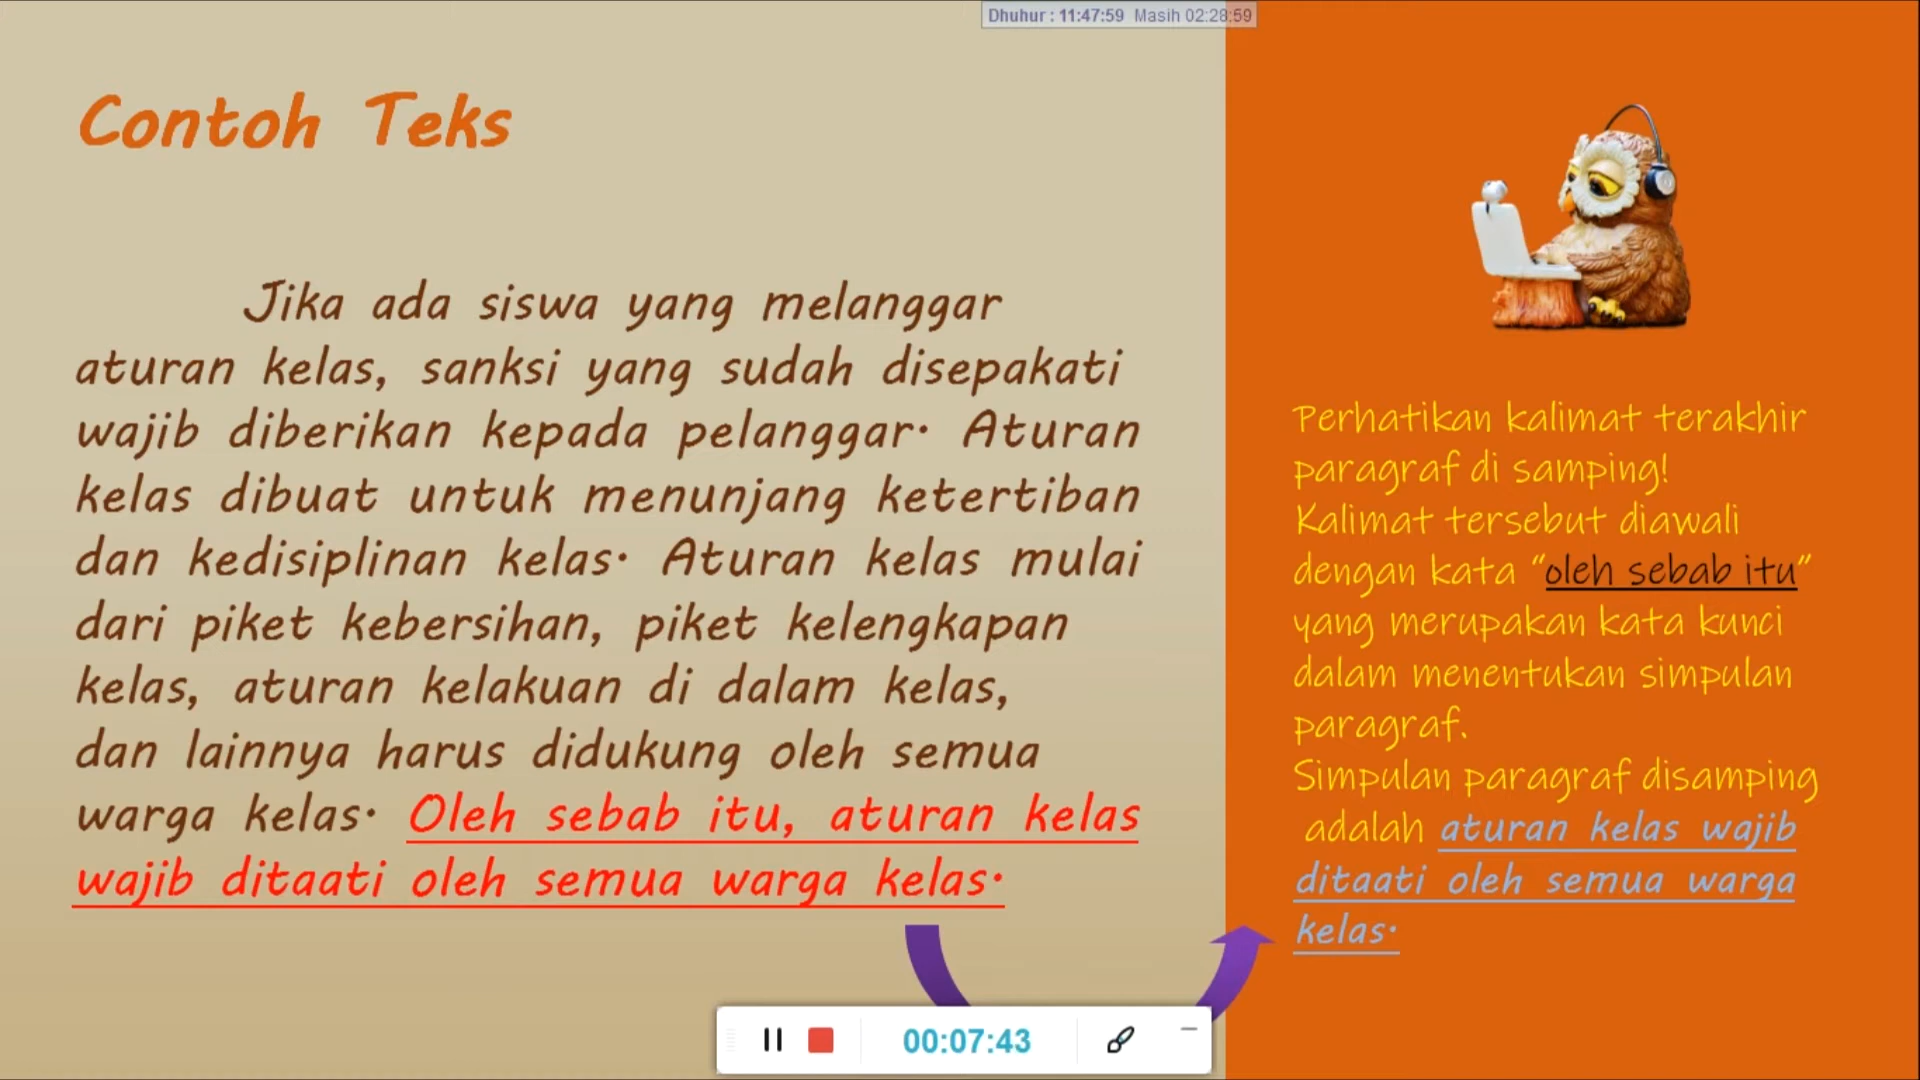 Dhuhur : 11:47:59 Masih 02:28:59
Contoh Teks
Jika ada siswa yang melanggar
aturan kelas, sanksi yang sudah disepakati
wajib diberikan kepada pelanggar. Aturan
kelas dibuat untuk menunjang ketertiban
dan kedisiplinan kelas. Aturan kelas mulai
dari piket kebersihan, piket kelengkapan
kelas, aturan kelakuan di dalam kelas,
dan lainnya harus didukung oleh semua
warga kelas. Oleh sebab itu, aturan kelas
wajib ditaati oleh semua warga kelas.
Perhatikan kalimat terakhir
paragraf di samping!
Kalimat tersebut diawali
dengan kata “oleh sebab itu”
yang merupakan kata kunci
dalam menentukan simpulan
paragraf.
Simpulan paragraf disamping
adalah aturan kelas wajib
ditaati oleh semua warga
kelas.
00:07:43